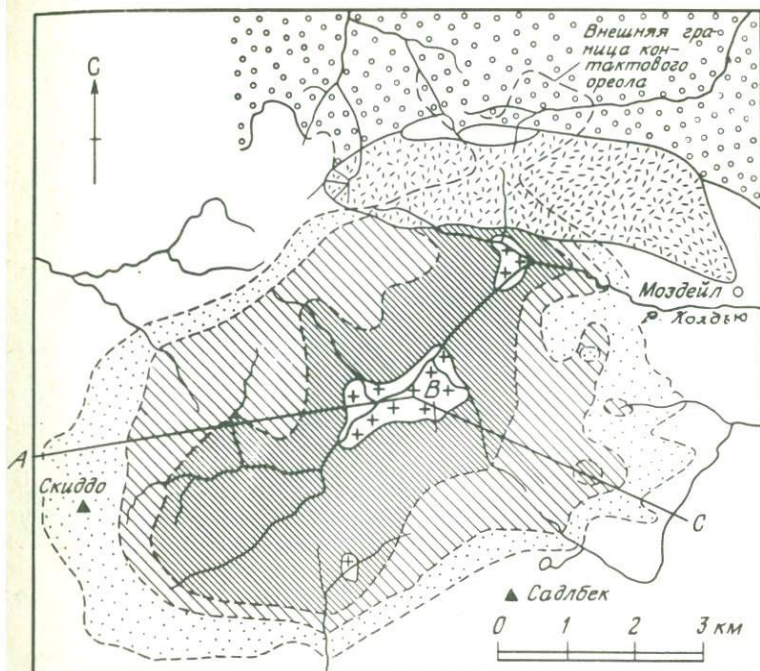 С
Внешняя гра-
ница кон-
тактового
ореола
Моздейл
р. Колдью
B
A
Скиддо
C
Садлбек
0 1 2 3 км